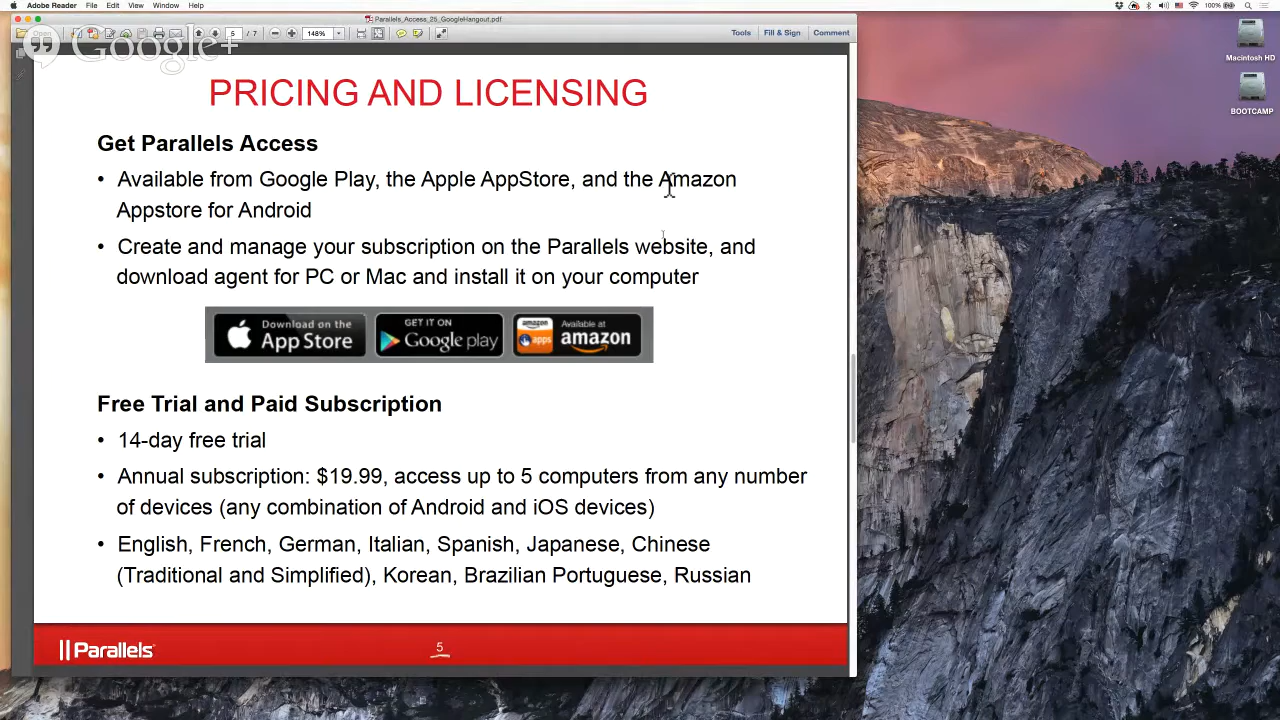 Adobe Reader File Edit View Window Help
100%
Parallels_Access_25_GoogleHangout.pdf
Open
5 / 7
148%
Tools Fill & Sign Comment
Google+
Macintosh HD
BOOTCAMP
PRICING AND LICENSING
Get Parallels Access
• Available from Google Play, the Apple AppStore, and the Amazon
Appstore for Android
• Create and manage your subscription on the Parallels website, and
download agent for PC or Mac and install it on your computer
Download on the
App Store
GET IT ON
Google play
amazon
apps
Available at
amazon
Free Trial and Paid Subscription
• 14-day free trial
• Annual subscription: $19.99, access up to 5 computers from any number
of devices (any combination of Android and iOS devices)
• English, French, German, Italian, Spanish, Japanese, Chinese
(Traditional and Simplified), Korean, Brazilian Portuguese, Russian
Parallels
5